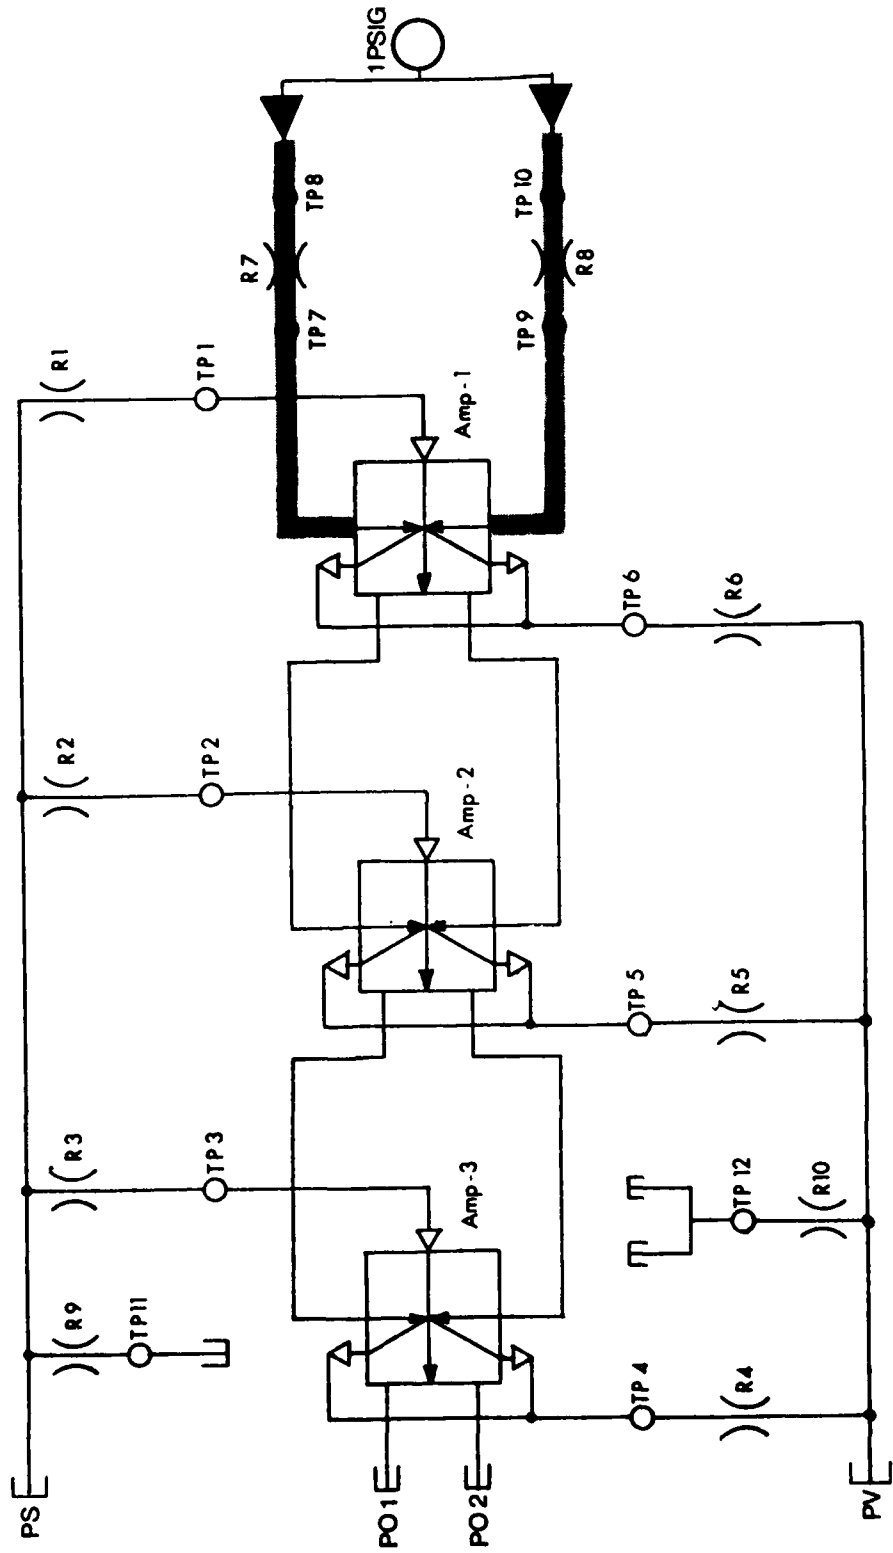 PS
R9
TP11
R3
TP3
R2
TP2
R1
TP1
1PSIG
R7
TP7
TP8
PO1
PO2
Amp-3
Amp-2
Amp-1
TP9
TP10
R8
PV
TP4
R4
TP12
R10
TP5
R5
TP6
R6